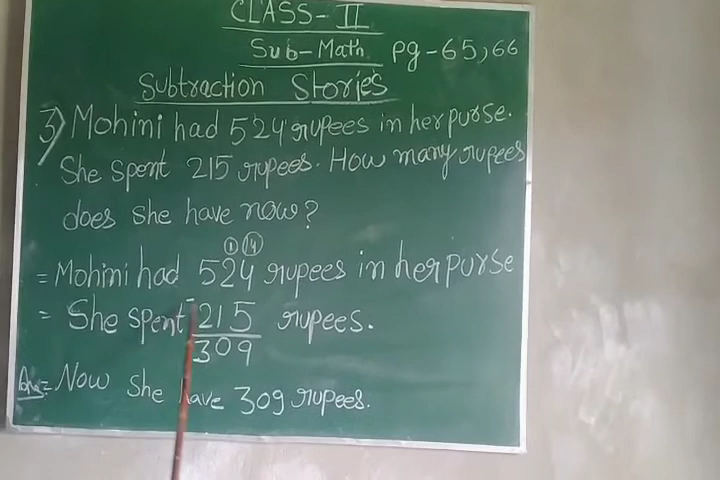 CLASS-II
Sub-Math pg-65,66
Subtraction Stories
3) Mohini had 524 rupees in her purse.
She spent 215 rupees. How many rupees
does she have now?
1 14
= Mohini had 524 rupees in her purse
= She spent -215 rupees.
309
Ans= Now she have 309 rupees.